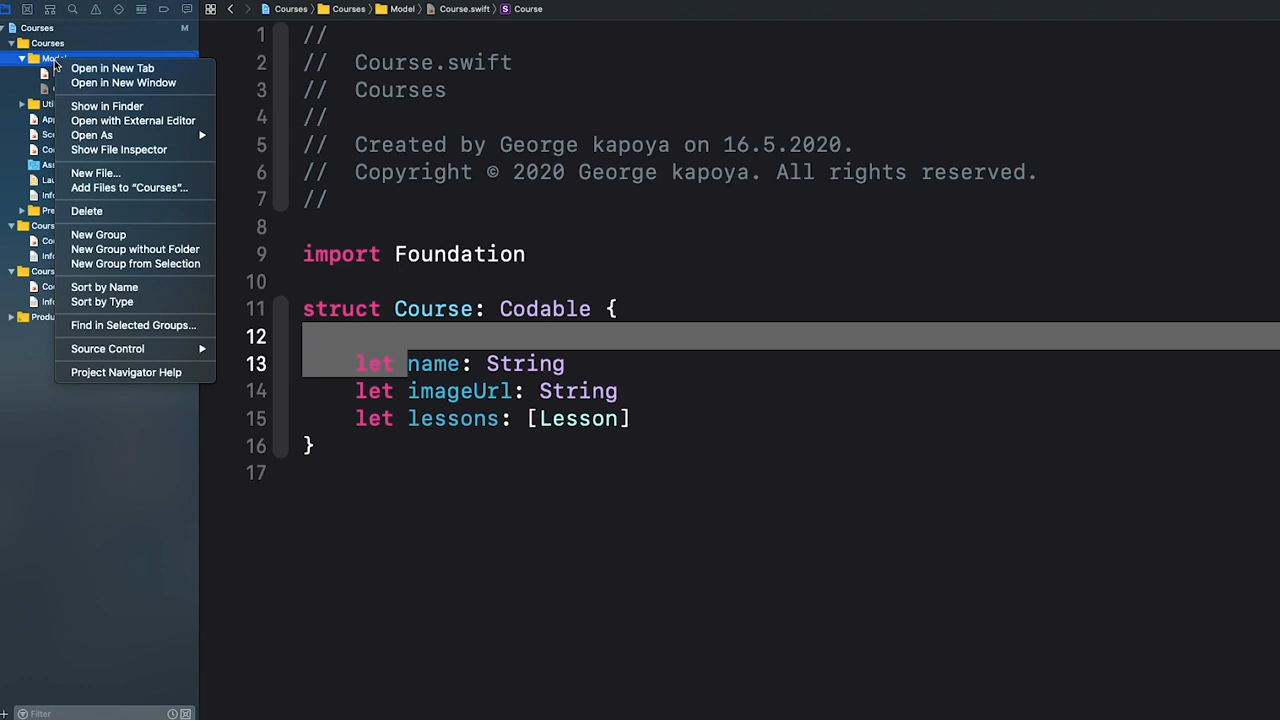 Courses
Courses
Model
Course.swift
S Course
Courses
M
Courses
Open in New Tab
Open in New Window
Show in Finder
Open with External Editor
Open As
Show File Inspector
New File...
Add Files to “Courses”...
Delete
New Group
New Group without Folder
New Group from Selection
Sort by Name
Sort by Type
Find in Selected Groups...
Source Control
Project Navigator Help
Filter
1 //
2 // Course.swift
3 // Courses
4 //
5 // Created by George kapoya on 16.5.2020.
6 // Copyright © 2020 George kapoya. All rights reserved.
7 //
8
9 import Foundation
10
11 struct Course: Codable {
12
13 let name: String
14 let imageUrl: String
15 let lessons: [Lesson]
16 }
17